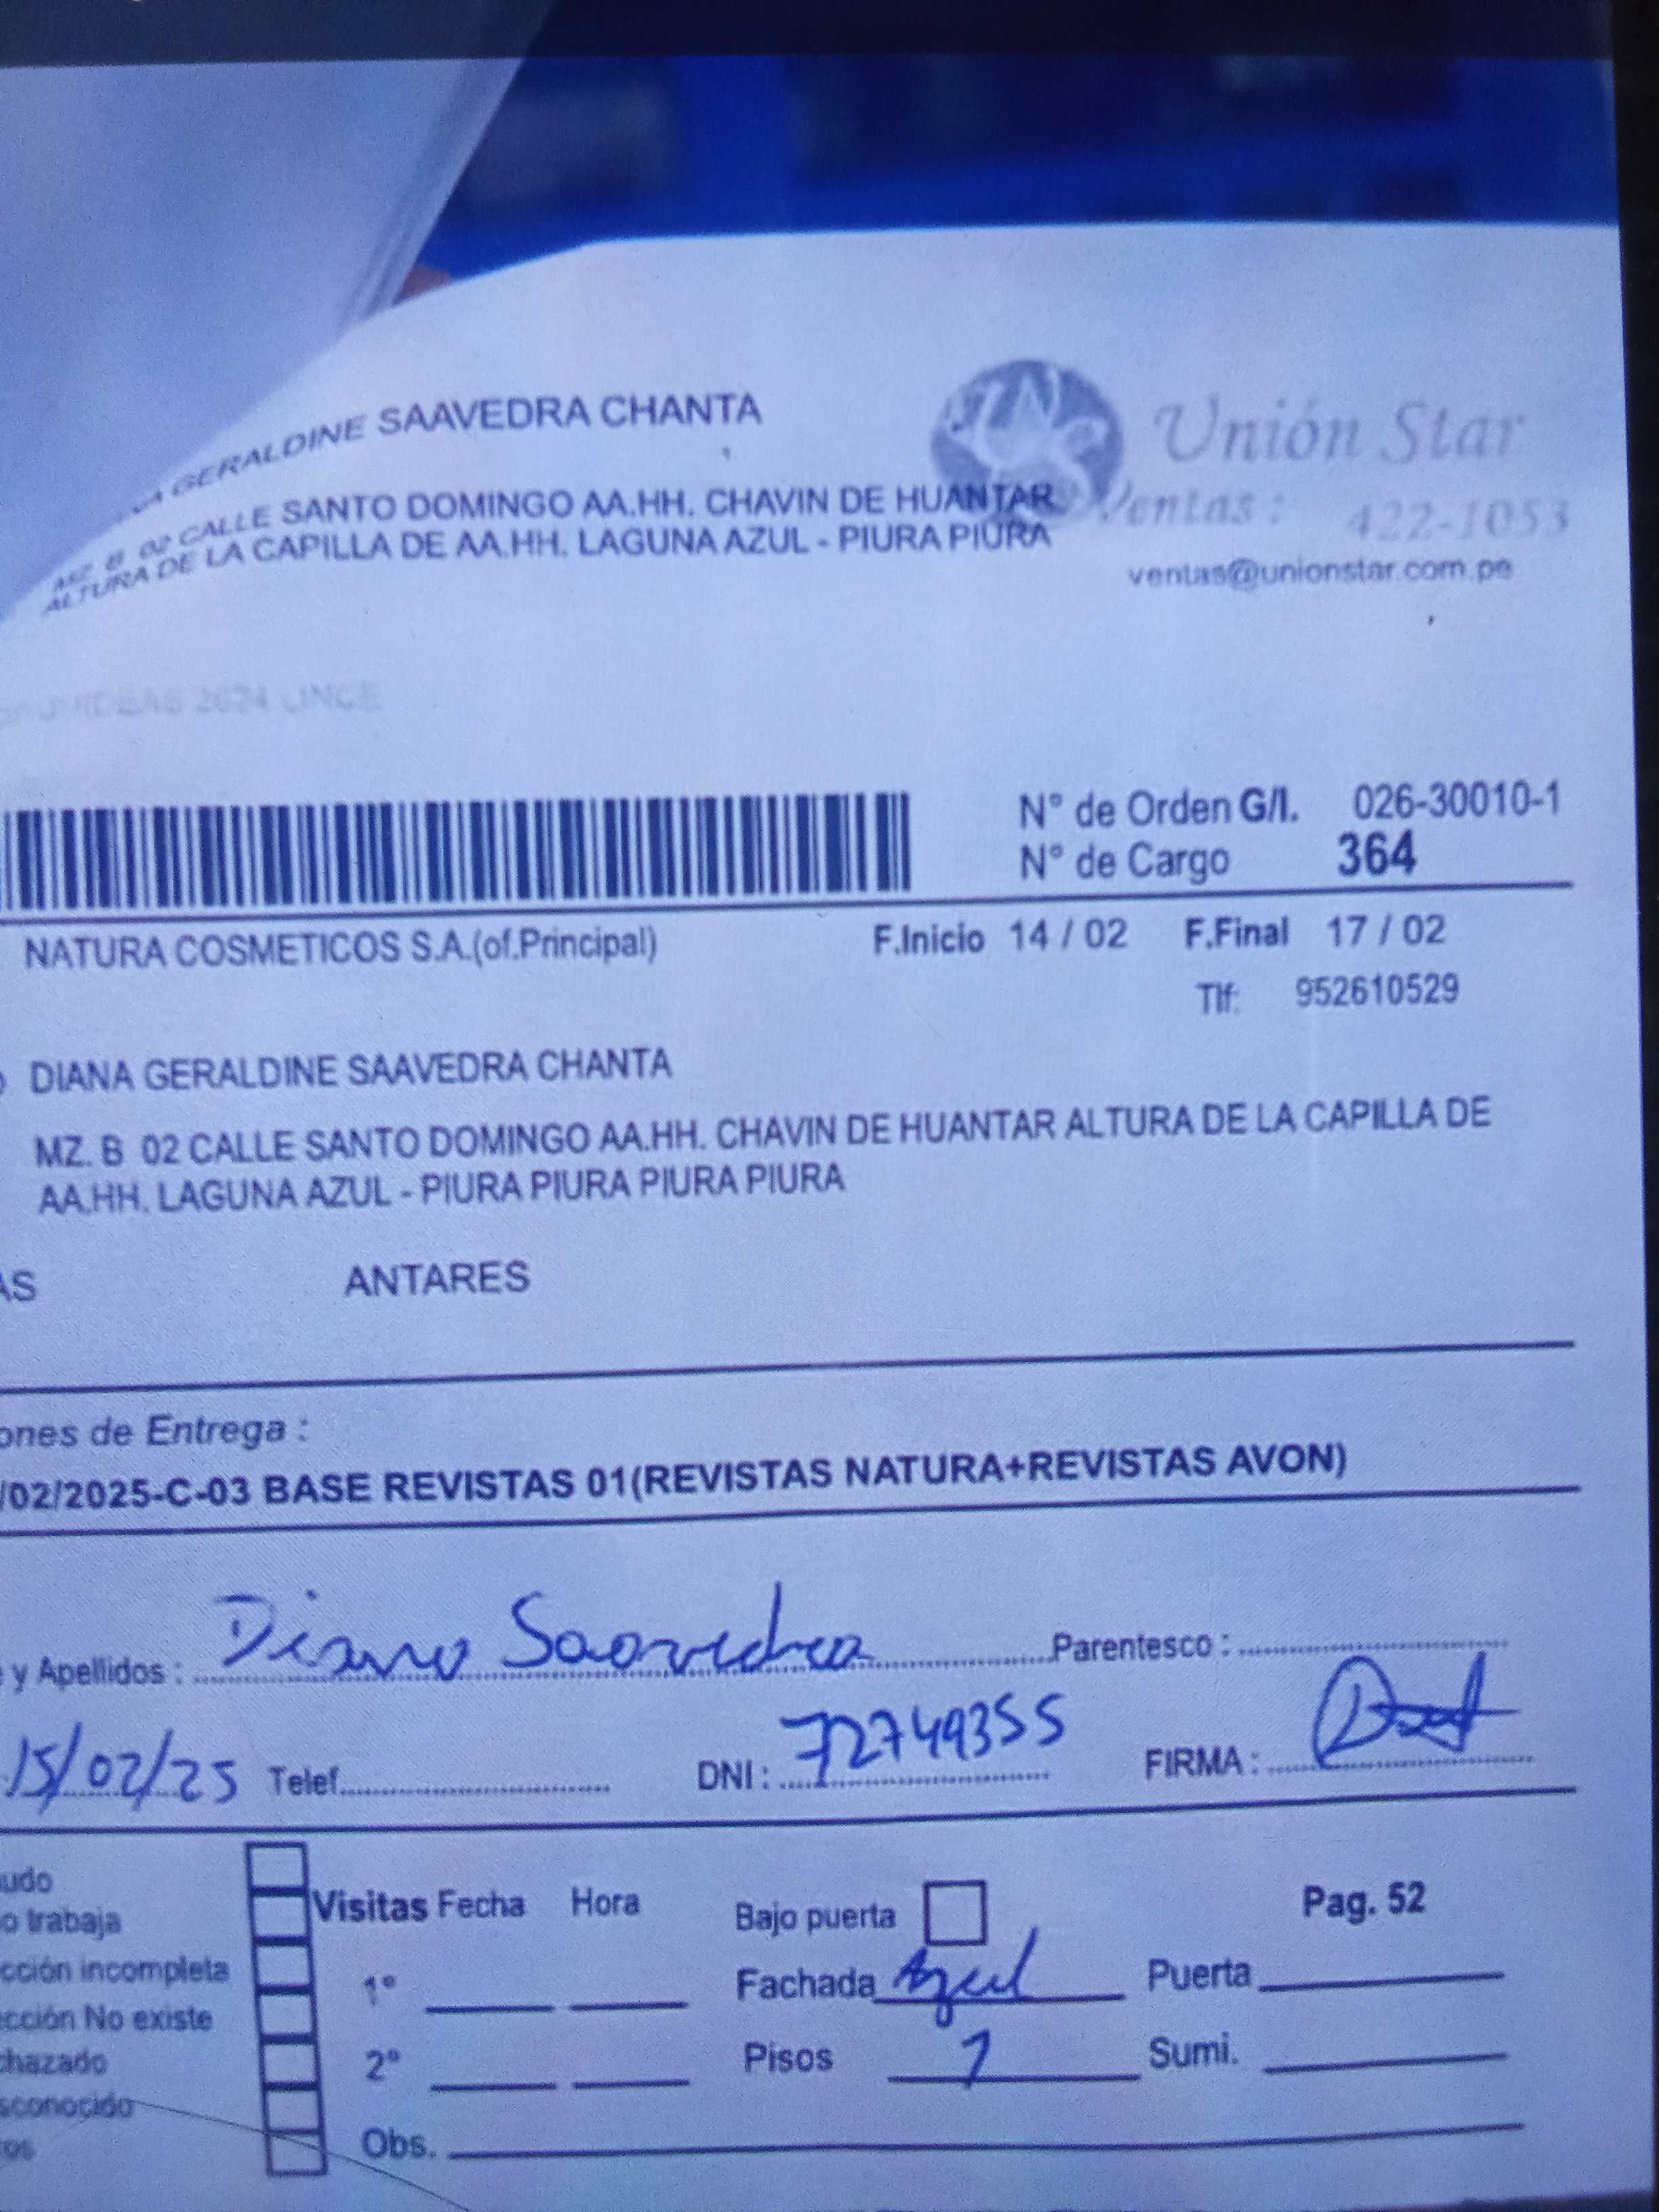 GERALDINE SAAVEDRA CHANTA
MZ. B 02 CALLE SANTO DOMINGO AA.HH. CHAVIN DE HUANTAR
ALTURA DE LA CAPILLA DE AA.HH. LAGUNA AZUL - PIURA PIURA
Unión Star
Ventas : 422-1053
ventas@unionstar.com.pe
2624 LINCE
N° de Orden G/I. 026-30010-1
N° de Cargo 364
NATURA COSMETICOS S.A.(of.Principal) F.Inicio 14 / 02 F.Final 17 / 02
Tlf: 952610529
DIANA GERALDINE SAAVEDRA CHANTA
MZ. B 02 CALLE SANTO DOMINGO AA.HH. CHAVIN DE HUANTAR ALTURA DE LA CAPILLA DE
AA.HH. LAGUNA AZUL - PIURA PIURA PIURA PIURA
AS ANTARES
ones de Entrega :
/02/2025-C-03 BASE REVISTAS 01(REVISTAS NATURA+REVISTAS AVON)
y Apellidos : Diana Saavedra Parentesco :
15/02/25 Telef. DNI : 72749355 FIRMA :
udo
o trabaja Visitas Fecha Hora Bajo puerta Pag. 52
cción incompleta 1° Fachada Azul Puerta
cción No existe
chazado 2° Pisos 1 Sumi.
sconocido
ros Obs.